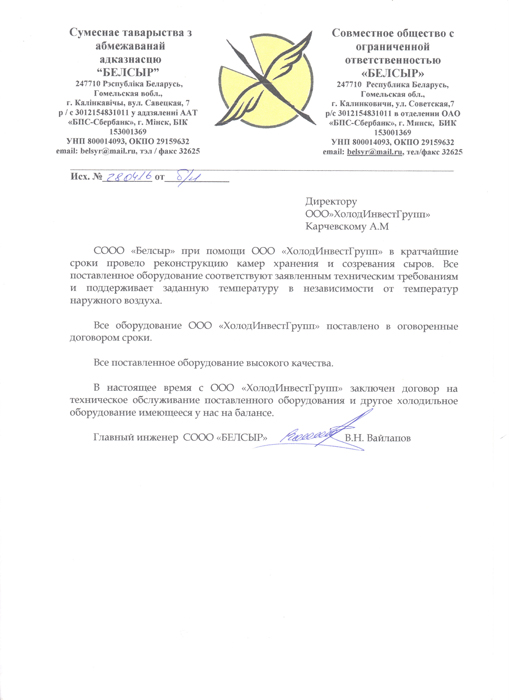 Сумеснае таварыства з
абмежаванай
адказнасцю
“БЕЛСЫР”
247710 Рэспубліка Беларусь,
Гомельская вобл.,
г. Калінкавічы, вул. Савецкая, 7
р / с 3012154831011 у аддзяленні ААТ
«БПС-Сбербанк», г. Мінск, БІК
153001369
УНП 800014093, ОКПО 29159632
email: belsyr@mail.ru, тэл / факс 32625
Совместное общество с
ограниченной
ответственностью
«БЕЛСЫР»
247710 Республика Беларусь,
Гомельская обл.,
г. Калинковичи, ул. Советская,7
р/с 3012154831011 в отделении ОАО
«БПС-Сбербанк», г. Минск, БИК
153001369
УНП 800014093, ОКПО 29159632
email: belsyr@mail.ru, тел/факс 32625
Исх. № 280416 от б/н
Директору
ООО»ХолодИнвестГрупп»
Карчевскому А.М
СООО «Белсыр» при помощи ООО «ХолодИнвестГрупп» в кратчайшие
сроки провело реконструкцию камер хранения и созревания сыров. Все
поставленное оборудование соответствуют заявленным техническим требованиям
и поддерживает заданную температуру в независимости от температур
наружного воздуха.
Все оборудование ООО «ХолодИнвестГрупп» поставлено в оговоренные
договором сроки.
Все поставленное оборудование высокого качества.
В настоящее время с ООО «ХолодИнвестГрупп» заключен договор на
техническое обслуживание поставленного оборудования и другое холодильное
оборудование имеющееся у нас на балансе.
Главный инженер СООО «БЕЛСЫР» В.Н. Вайлапов